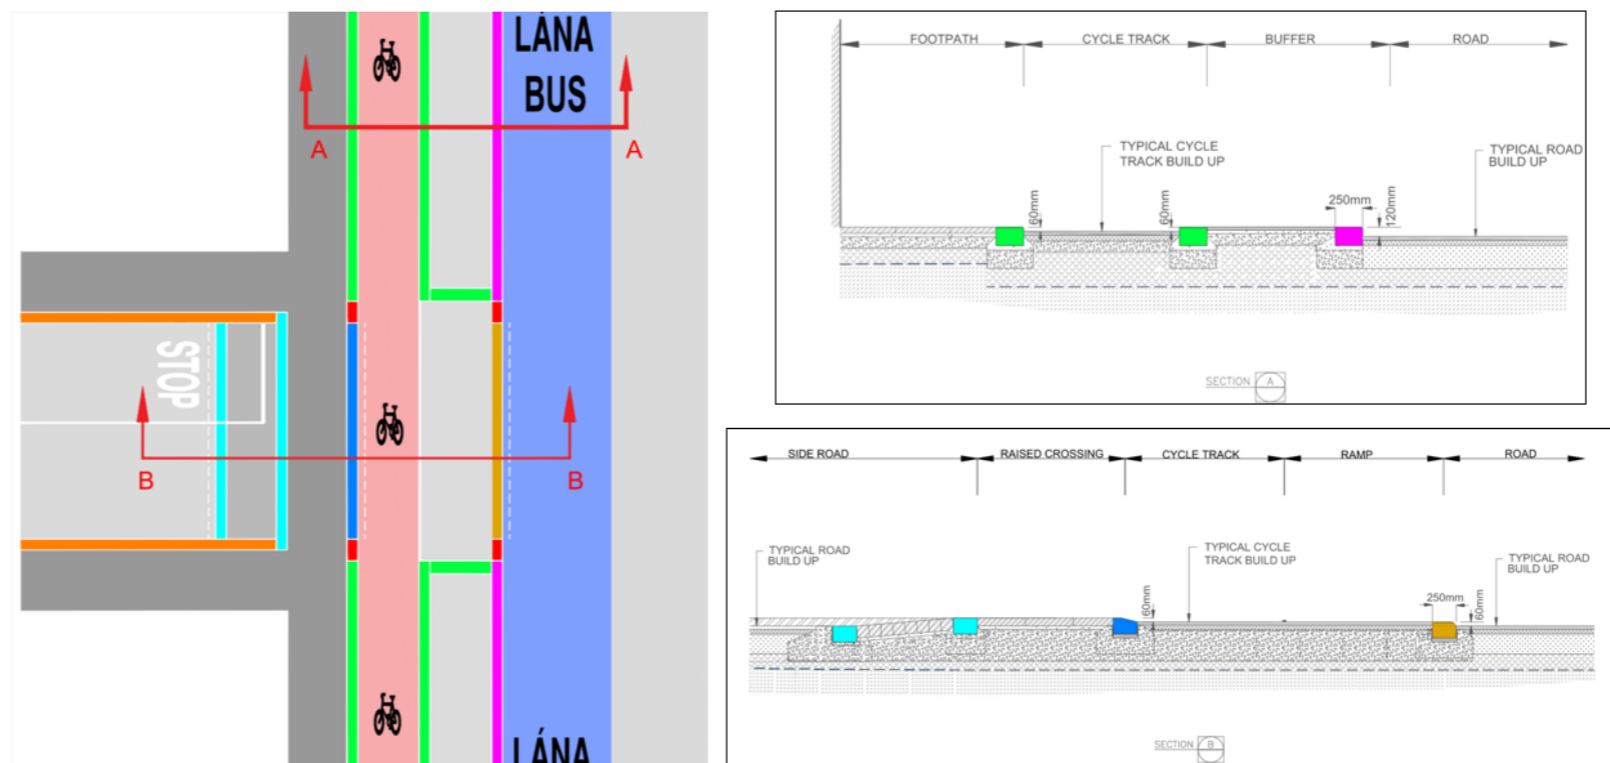 LÁNA
BUS
A
A
STOP
B
B
LÁNA
FOOTPATH
CYCLE TRACK
BUFFER
ROAD
TYPICAL CYCLE
TRACK BUILD UP
TYPICAL ROAD
BUILD UP
60mm
60mm
250mm
120mm
SECTION A
SIDE ROAD
RAISED CROSSING
CYCLE TRACK
RAMP
ROAD
TYPICAL ROAD
BUILD UP
TYPICAL CYCLE
TRACK BUILD UP
TYPICAL ROAD
BUILD UP
60mm
250mm
60mm
SECTION B